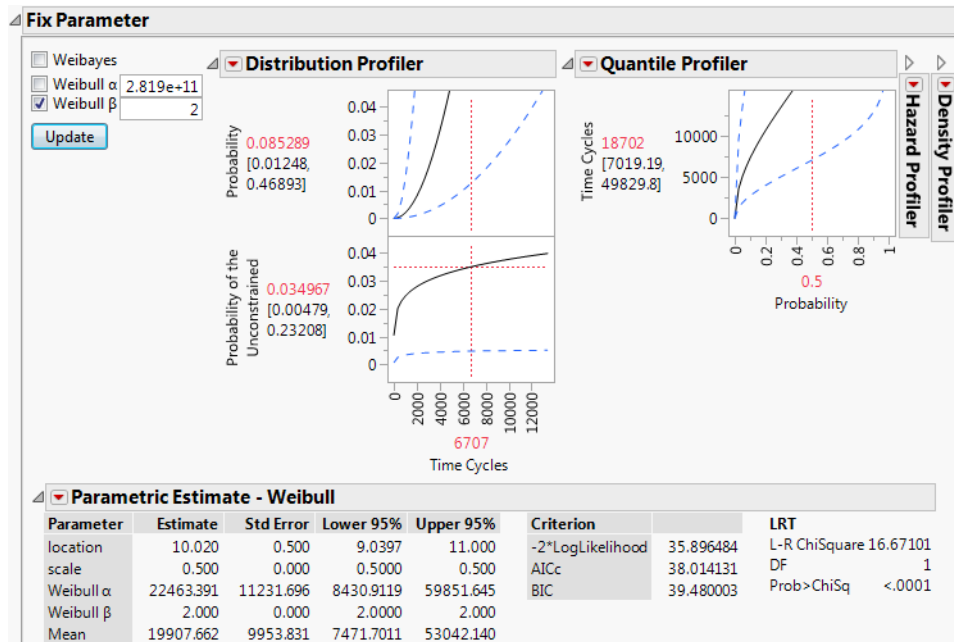 Fix Parameter
Weibayes
Weibull α 2.819e+11
Weibull β 2
Update
Distribution Profiler
Probability
0.085289
[0.01248,
0.46893]
0.04
0.03
0.02
0.01
0
Probability of the
Unconstrained
0.034967
[0.00479,
0.23208]
0.04
0.03
0.02
0.01
0
0
2000
4000
6000
8000
10000
12000
6707
Time Cycles
Quantile Profiler
Time Cycles
18702
[7019.19,
49829.8]
10000
5000
0
0
0.2
0.4
0.6
0.8
1
0.5
Probability
Hazard Profiler
Density Profiler
Parametric Estimate - Weibull
Parameter Estimate Std Error Lower 95% Upper 95%
location 10.020 0.500 9.0397 11.000
scale 0.500 0.000 0.5000 0.500
Weibull α 22463.391 11231.696 8430.9119 59851.645
Weibull β 2.000 0.000 2.0000 2.000
Mean 19907.662 9953.831 7471.7011 53042.140
Criterion
-2*LogLikelihood 35.896484
AICc 38.014131
BIC 39.480003
LRT
L-R ChiSquare 16.67101
DF 1
Prob>ChiSq <.0001